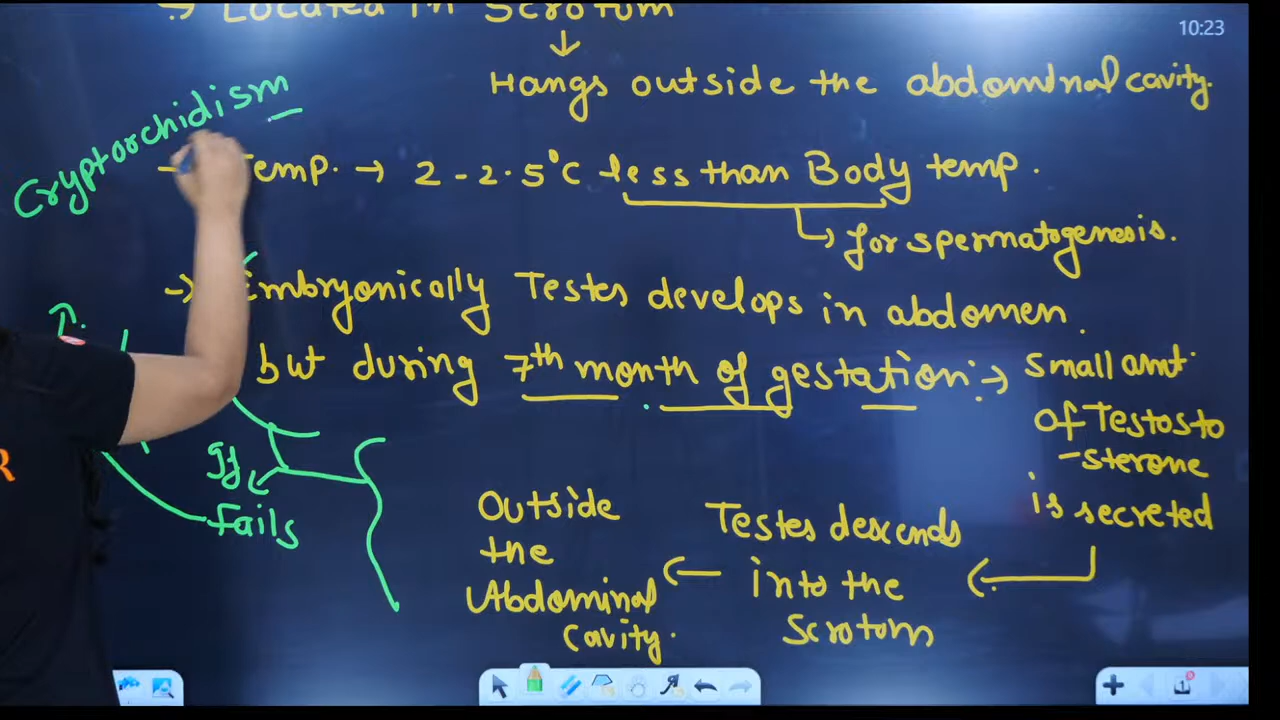 → Located in Scrotum
10:23
↓
Hangs outside the abdominal cavity.
Cryptorchidism
→ Temp. → 2-2.5°C less than Body temp.
↳ for spermatogenesis.
→ Embryonically Testes develops in abdomen.
but during 7th month of gestation :→ Small amt.
of Testosto
-sterone
is secreted
Testes descends
into the
Scrotom
←
Outside
the
Abdominal
cavity.
If
fails
R